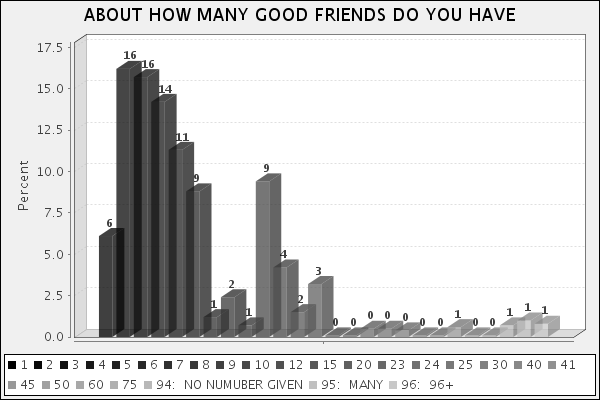 ABOUT HOW MANY GOOD FRIENDS DO YOU HAVE
17.5
15.0
12.5
10.0
7.5
5.0
2.5
0.0
Percent
6 16 16 14 11 9 1 2 1 9 4 2 3 0 0 0 0 0 0 0 1 0 0 1 1 1
1 2 3 4 5 6 7 8 9 10 12 15 20 23 24 25 30 40 41
45 50 60 75 94: NO NUMUBER GIVEN 95: MANY 96: 96+